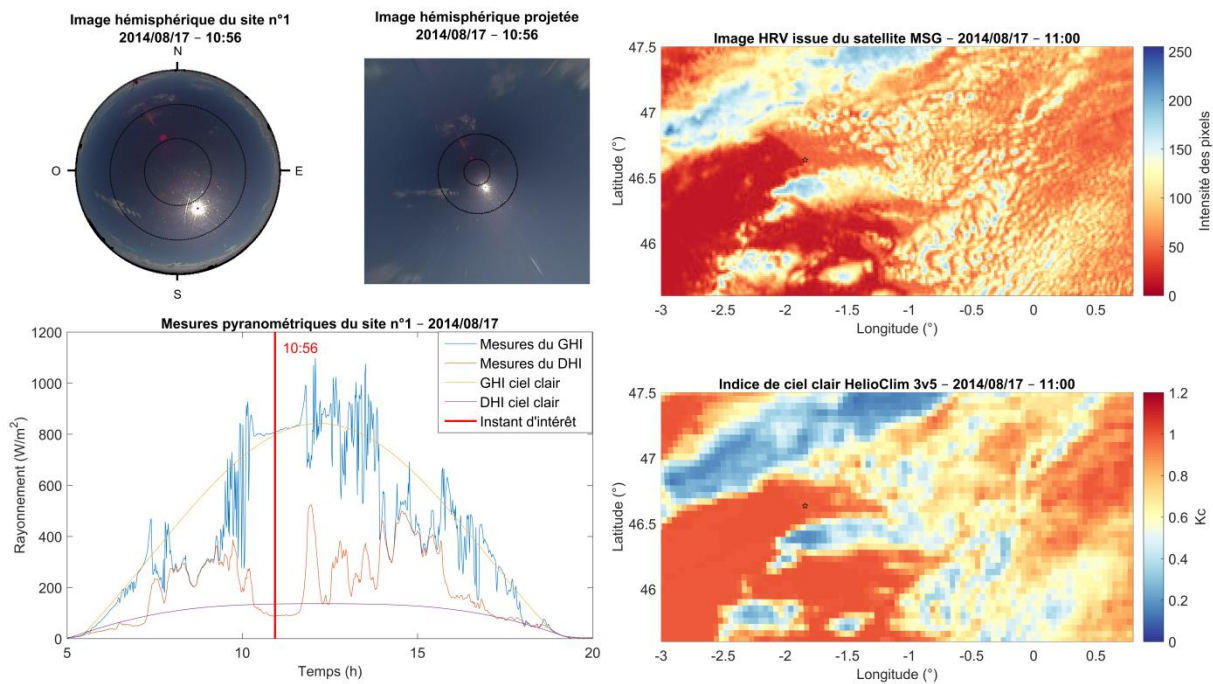 Image hémisphérique du site n°1
2014/08/17 – 10:56
N
O
E
S
Image hémisphérique projetée
2014/08/17 – 10:56
Image HRV issue du satellite MSG – 2014/08/17 – 11:00
47.5
47
46.5
46
Latitude (°)
-3
-2.5
-2
-1.5
-1
-0.5
0
0.5
Longitude (°)
250
200
150
100
50
0
Intensité des pixels
Mesures pyranométriques du site n°1 – 2014/08/17
1200
1000
800
600
400
200
0
Rayonnement (W/m²)
10:56
Mesures du GHI
Mesures du DHI
GHI ciel clair
DHI ciel clair
Instant d'intérêt
5
10
15
20
Temps (h)
Indice de ciel clair HelioClim 3v5 – 2014/08/17 – 11:00
47.5
47
46.5
46
Latitude (°)
-3
-2.5
-2
-1.5
-1
-0.5
0
0.5
Longitude (°)
1.2
1
0.8
0.6
0.4
0.2
0
Kc